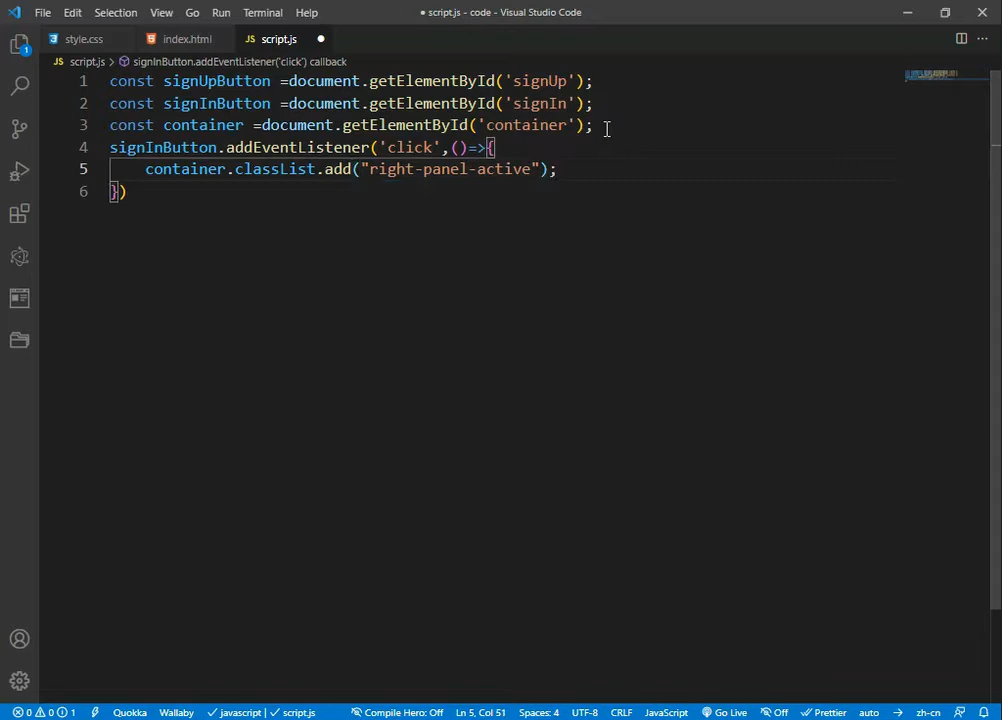 File Edit Selection View Go Run Terminal Help ● script.js - code - Visual Studio Code
style.css index.html JS script.js ●
JS script.js > signInButton.addEventListener('click') callback
1 const signUpButton =document.getElementById('signUp');
2 const signInButton =document.getElementById('signIn');
3 const container =document.getElementById('container');
4 signInButton.addEventListener('click',()=>{
5 container.classList.add("right-panel-active");
6 })
1
0 0 1 Quokka Wallaby ✓ javascript | ✓ script.js Compile Hero: Off Ln 5, Col 51 Spaces: 4 UTF-8 CRLF JavaScript Go Live Off Prettier auto → zh-cn